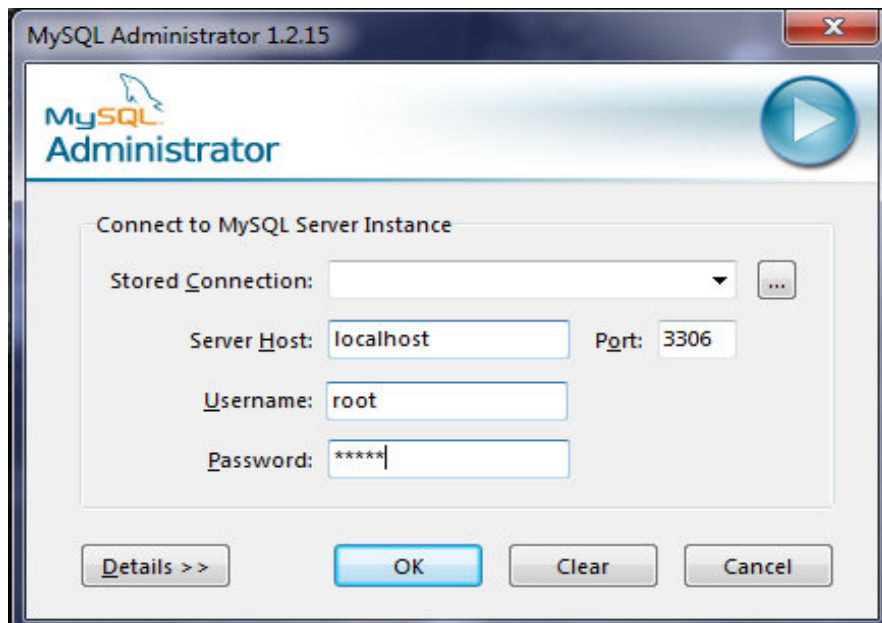 MySQL Administrator 1.2.15
MySQL
Administrator
Connect to MySQL Server Instance
Stored Connection:
...
Server Host: localhost Port: 3306
Username: root
Password: *****
Details >> OK Clear Cancel